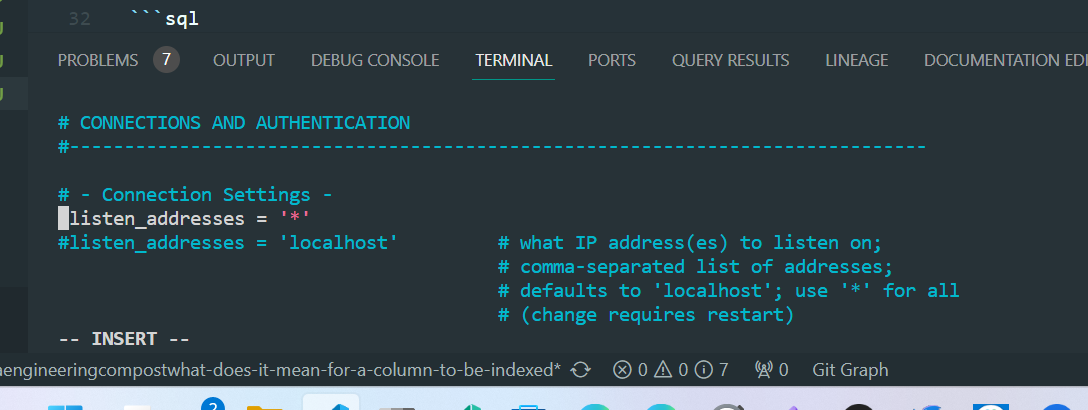 32 ```sql
PROBLEMS 7 OUTPUT DEBUG CONSOLE TERMINAL PORTS QUERY RESULTS LINEAGE DOCUMENTATION EDI
# CONNECTIONS AND AUTHENTICATION
#------------------------------------------------------------------------------
# - Connection Settings -
listen_addresses = '*'
#listen_addresses = 'localhost' # what IP address(es) to listen on;
# comma-separated list of addresses;
# defaults to 'localhost'; use '*' for all
# (change requires restart)
-- INSERT --
engineeringcompostwhat-does-it-mean-for-a-column-to-be-indexed* 0 0 7 0 Git Graph
2